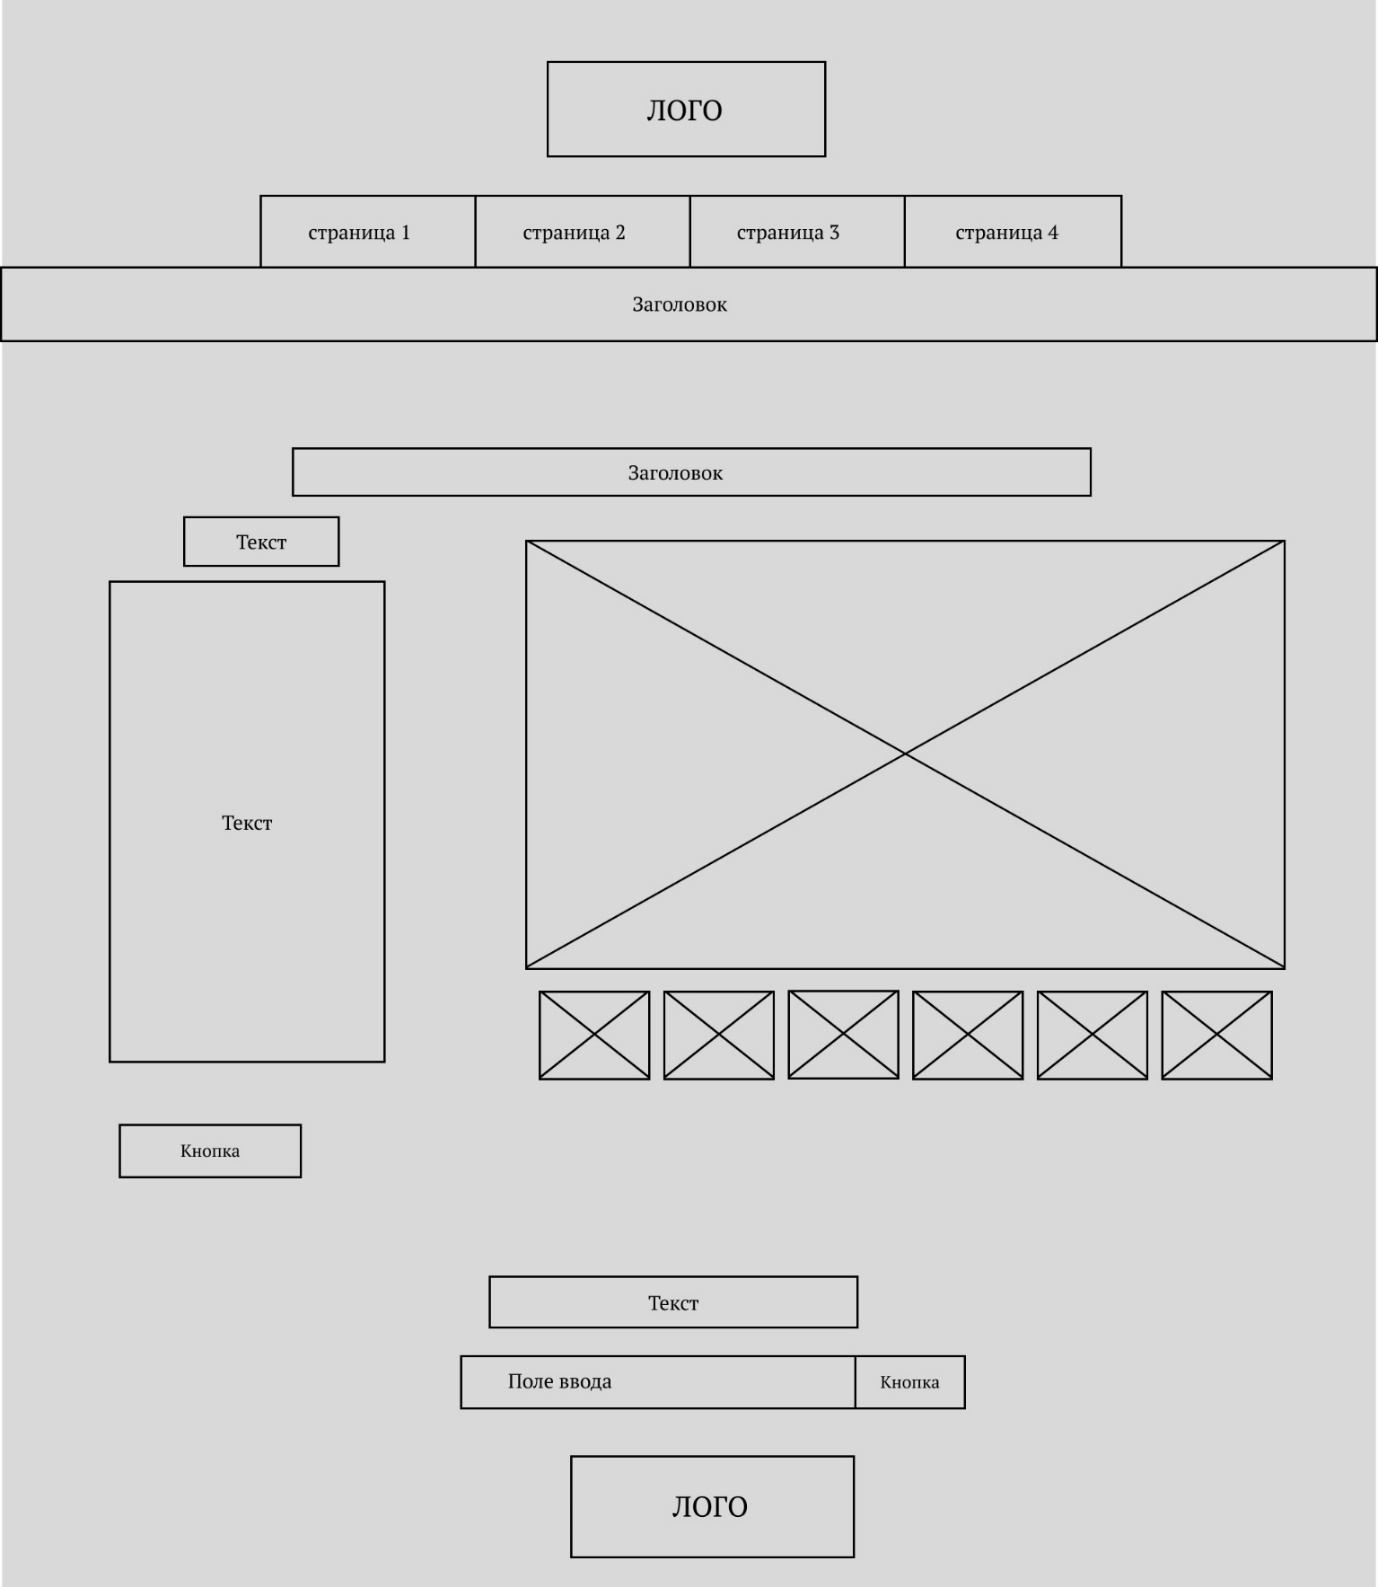 ЛОГО
страница 1
страница 2
страница 3
страница 4
Заголовок
Заголовок
Текст
Текст
Кнопка
Текст
Поле ввода
Кнопка
ЛОГО